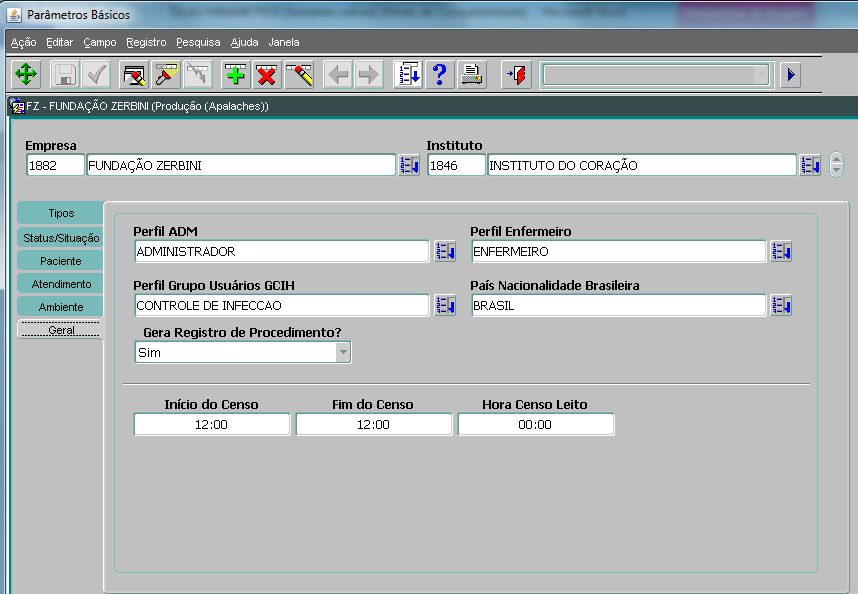 Parâmetros Básicos
Ação Editar Campo Registro Pesquisa Ajuda Janela
FZ - FUNDAÇÃO ZERBINI (Produção (Apalaches))
Empresa Instituto
1882 FUNDAÇÃO ZERBINI 1846 INSTITUTO DO CORAÇÃO
Tipos
Status/Situação
Paciente
Atendimento
Ambiente
Geral
Perfil ADM Perfil Enfermeiro
ADMINISTRADOR ENFERMEIRO
Perfil Grupo Usuários GCIH País Nacionalidade Brasileira
CONTROLE DE INFECCAO BRASIL
Gera Registro de Procedimento?
Sim
Início do Censo Fim do Censo Hora Censo Leito
12:00 12:00 00:00